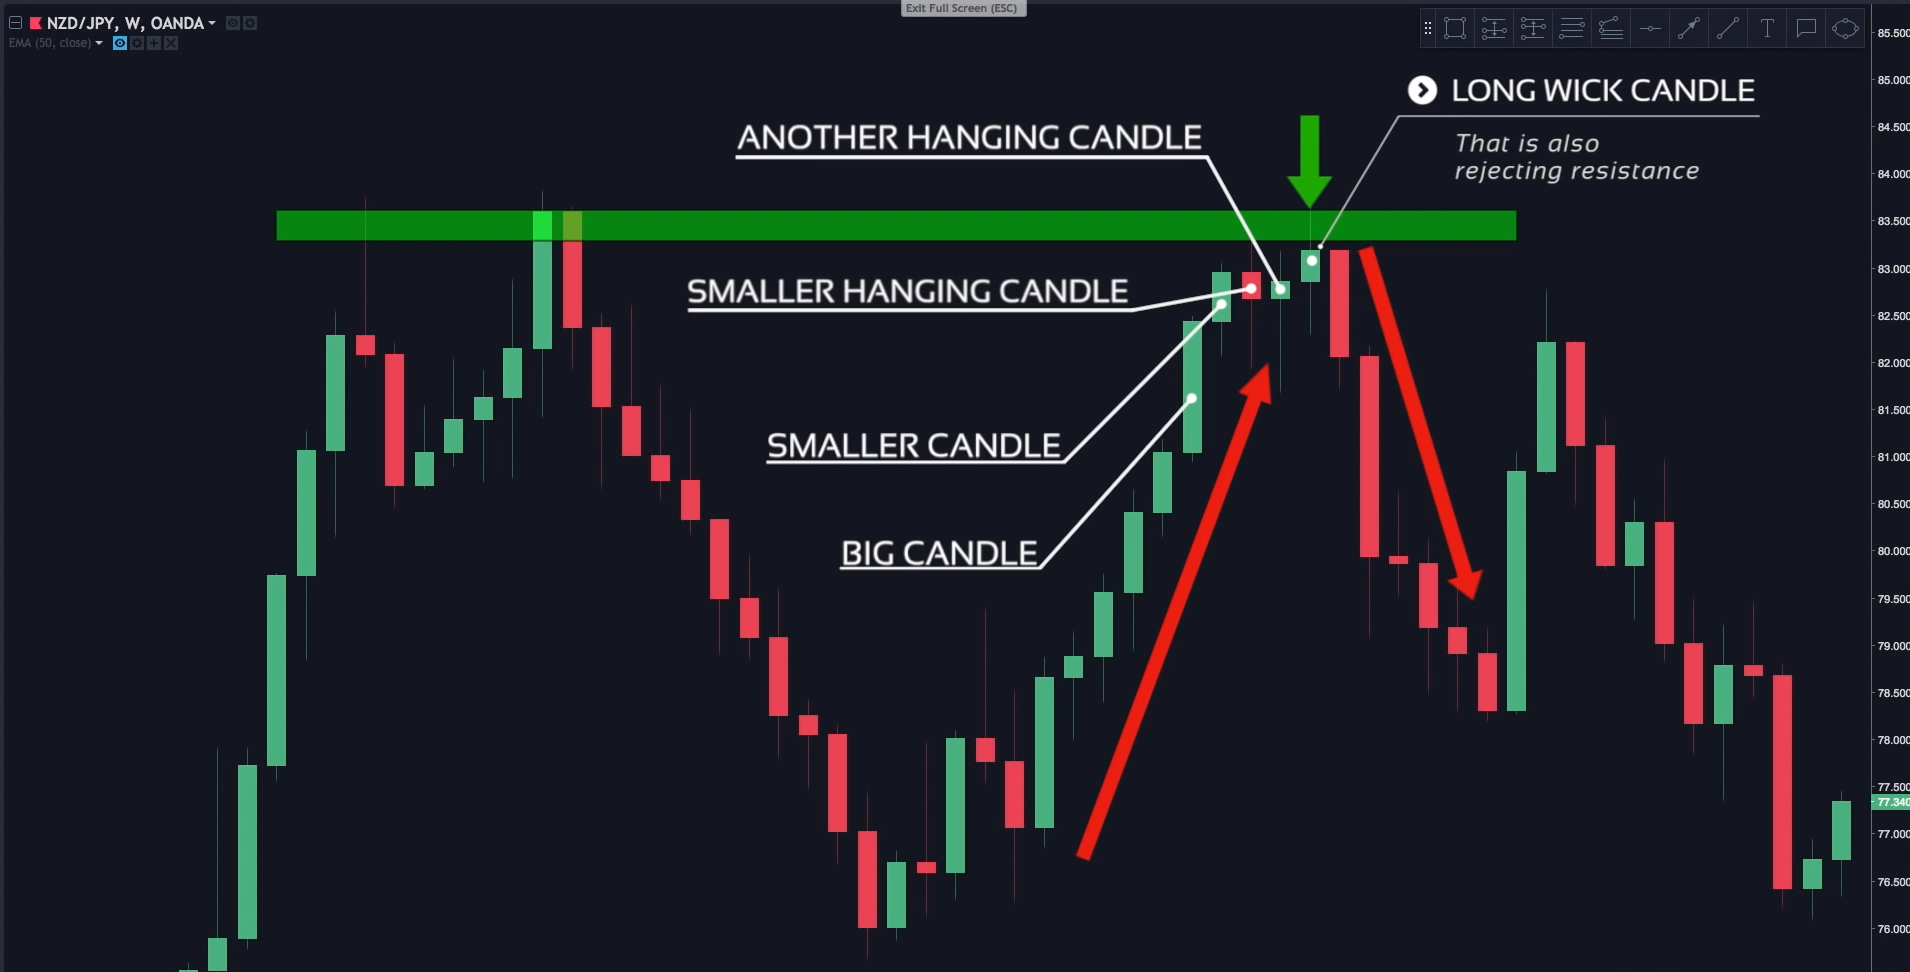 Exit Full Screen (ESC)
NZD/JPY, W, OANDA
EMA (50, close)
LONG WICK CANDLE
That is also
rejecting resistance
ANOTHER HANGING CANDLE
SMALLER HANGING CANDLE
SMALLER CANDLE
BIG CANDLE
T
85.500
85.000
84.500
84.000
83.500
83.000
82.500
82.000
81.500
81.000
80.500
80.000
79.500
79.000
78.500
78.000
77.500
77.340
77.000
76.500
76.000